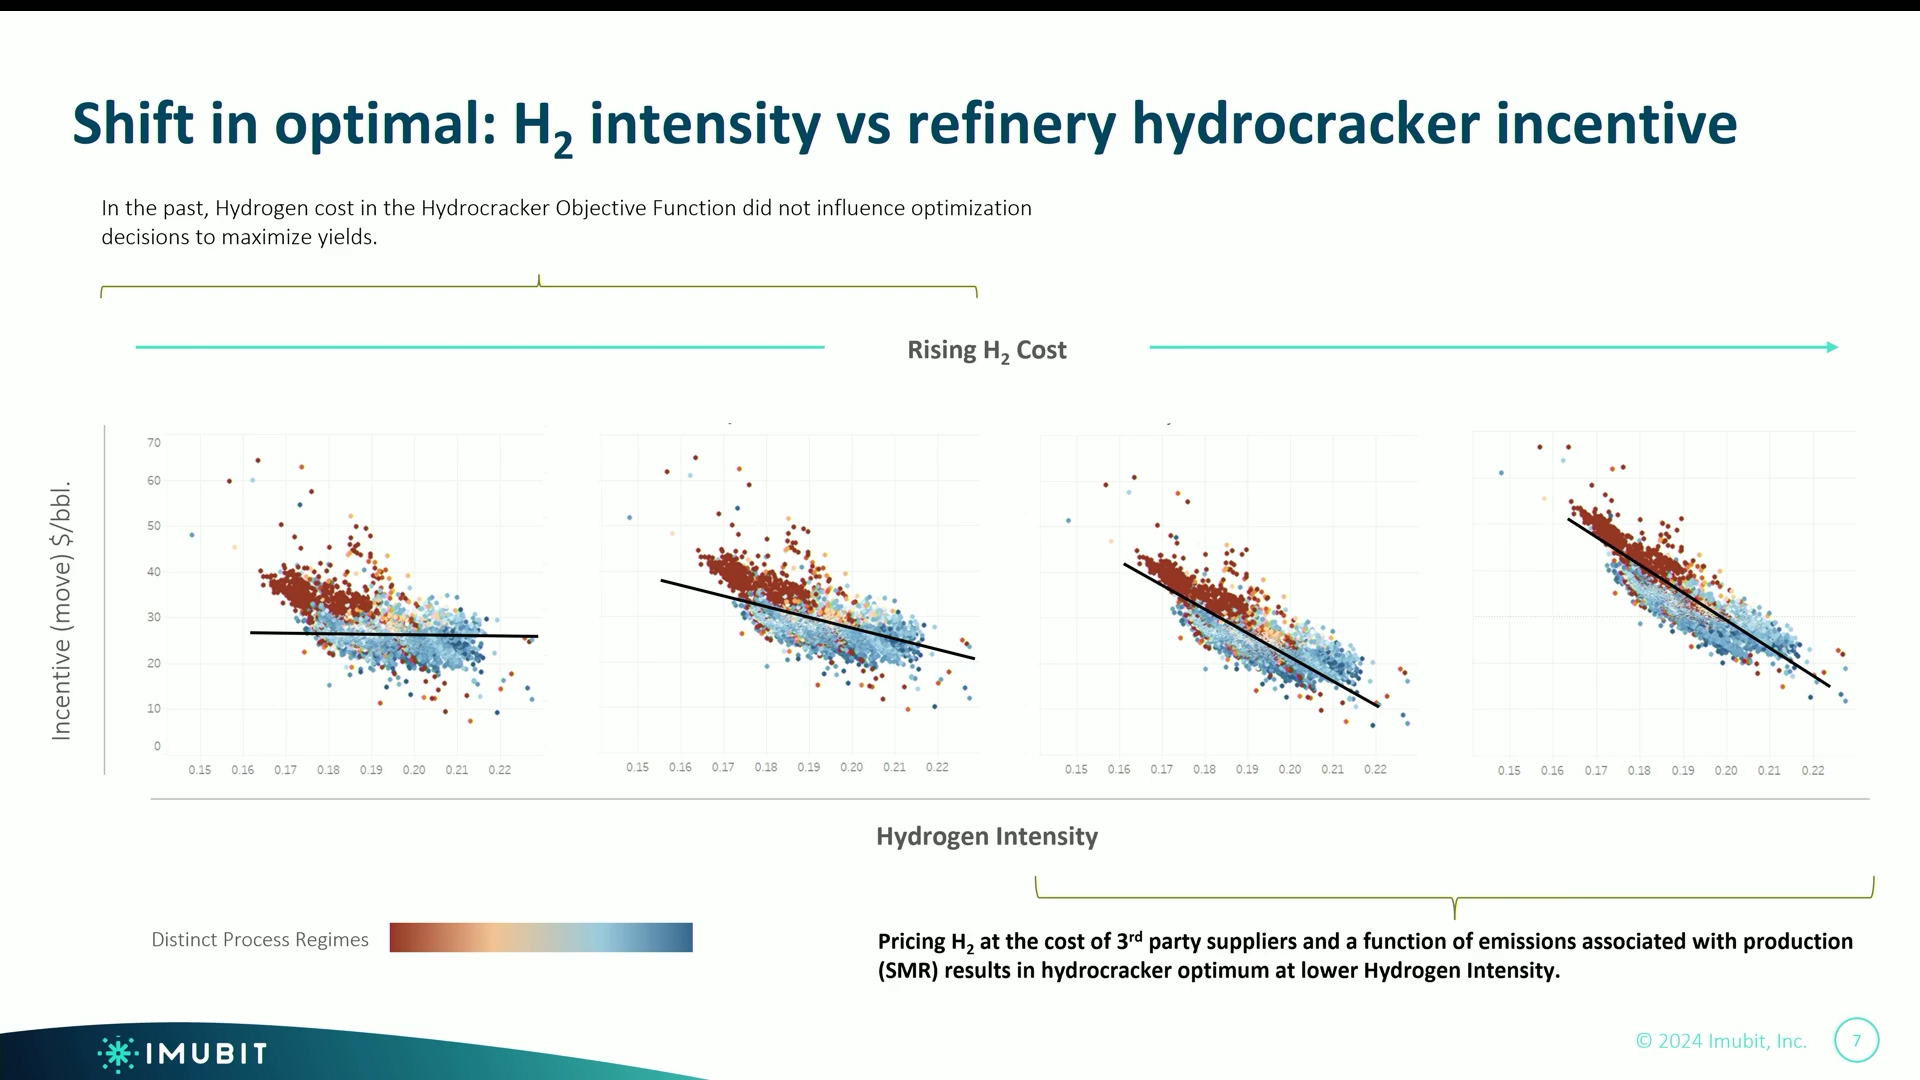 Shift in optimal: H2 intensity vs refinery hydrocracker incentive
In the past, Hydrogen cost in the Hydrocracker Objective Function did not influence optimization
decisions to maximize yields.
Rising H2 Cost
Incentive (move) $/bbl.
70
60
50
40
30
20
10
0
0.15 0.16 0.17 0.18 0.19 0.20 0.21 0.22
0.15 0.16 0.17 0.18 0.19 0.20 0.21 0.22
0.15 0.16 0.17 0.18 0.19 0.20 0.21 0.22
0.15 0.16 0.17 0.18 0.19 0.20 0.21 0.22
Hydrogen Intensity
Distinct Process Regimes
Pricing H2 at the cost of 3rd party suppliers and a function of emissions associated with production
(SMR) results in hydrocracker optimum at lower Hydrogen Intensity.
IMUBIT
© 2024 Imubit, Inc.
7